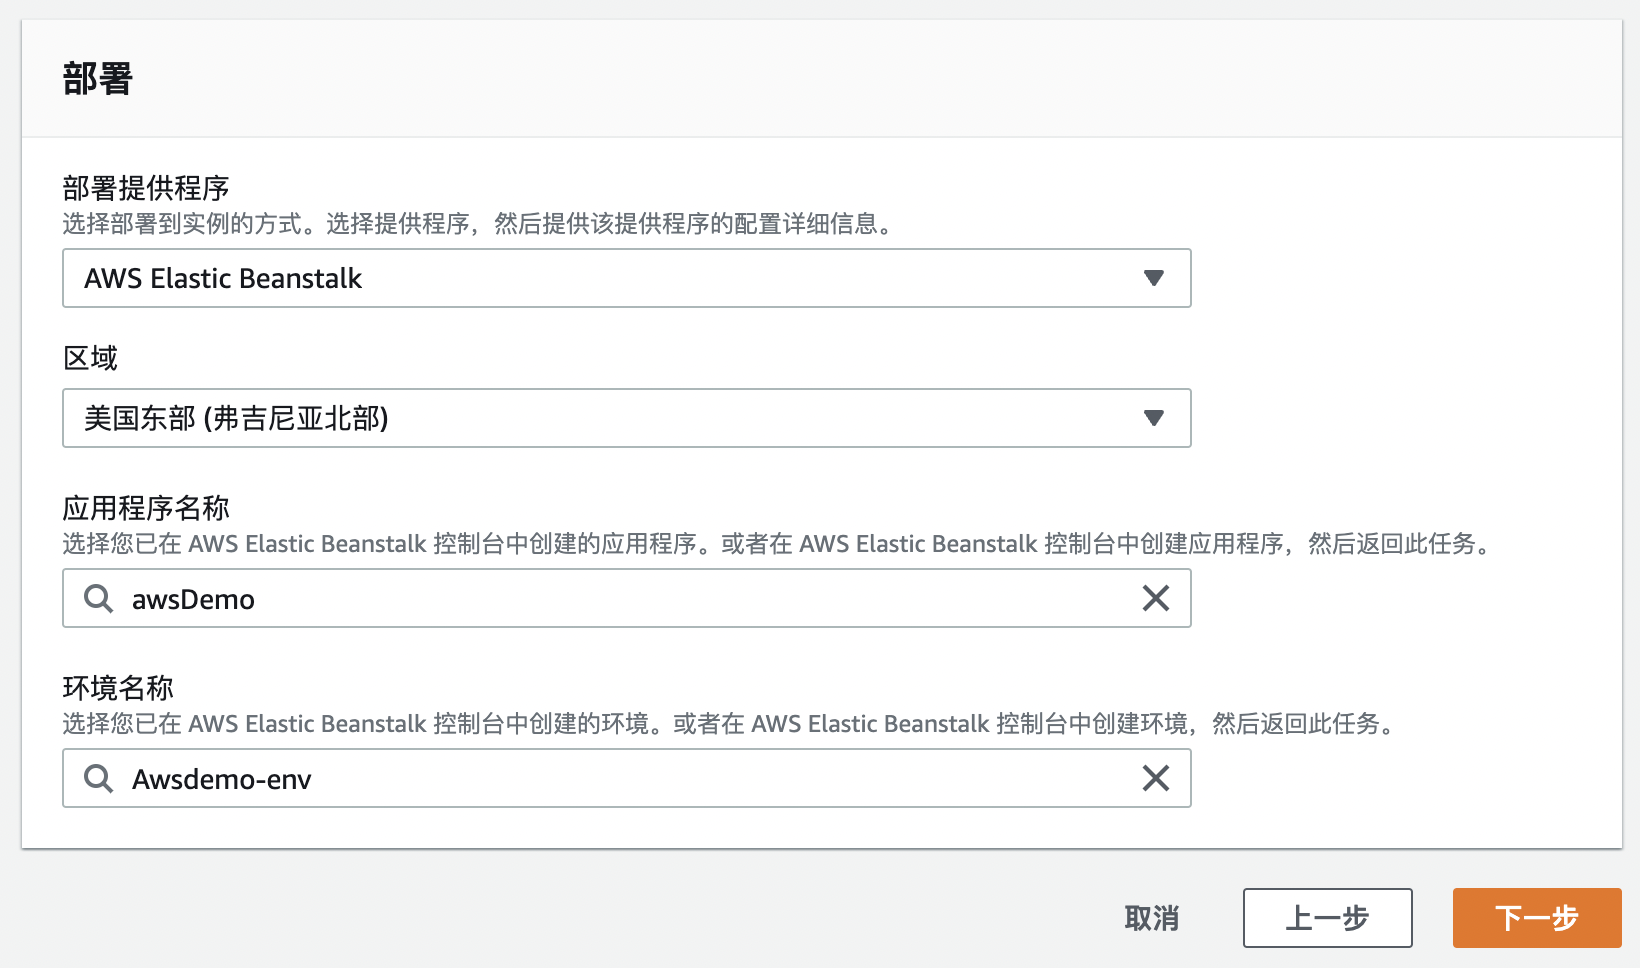 部署
部署提供程序
选择部署到实例的方式。选择提供程序，然后提供该提供程序的配置详细信息。
AWS Elastic Beanstalk
区域
美国东部 (弗吉尼亚北部)
应用程序名称
选择您已在 AWS Elastic Beanstalk 控制台中创建的应用程序。或者在 AWS Elastic Beanstalk 控制台中创建应用程序，然后返回此任务。
awsDemo
环境名称
选择您已在 AWS Elastic Beanstalk 控制台中创建的环境。或者在 AWS Elastic Beanstalk 控制台中创建环境，然后返回此任务。
Awsdemo-env
取消 上一步 下一步